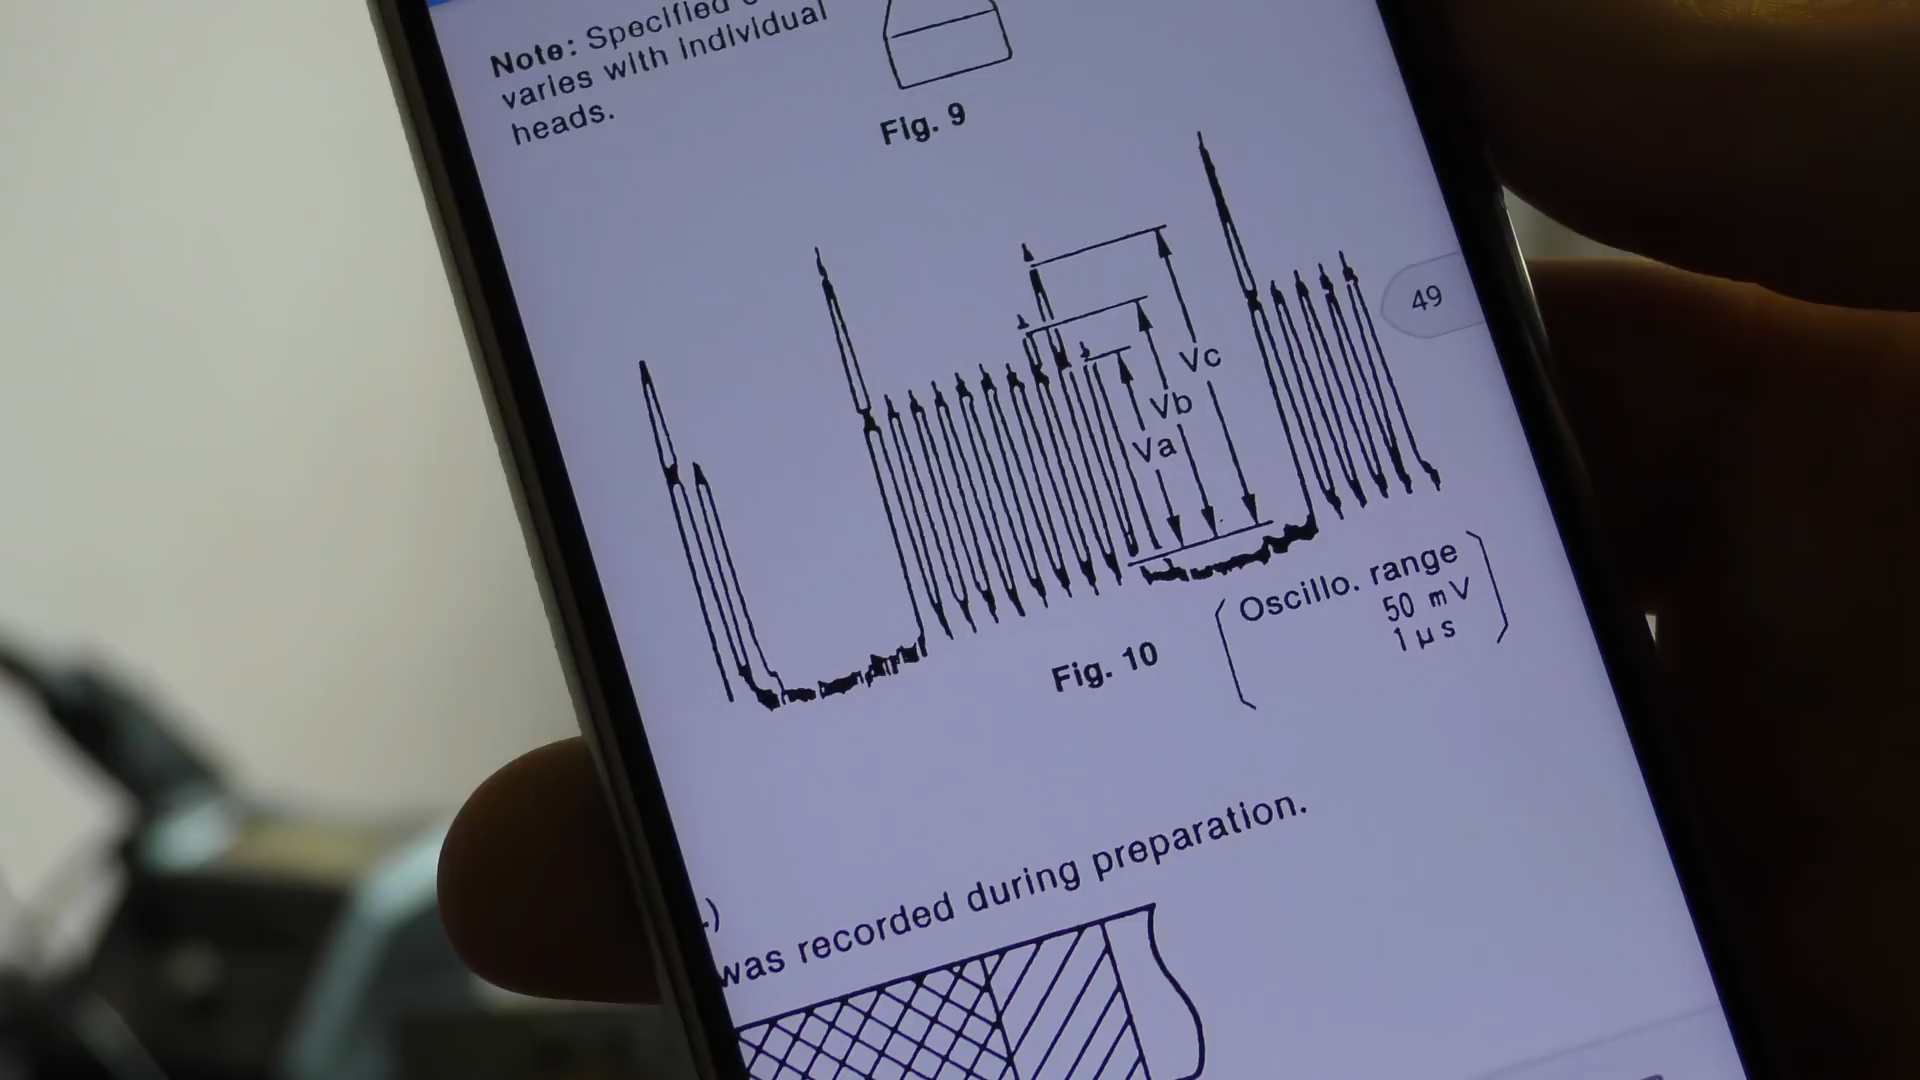 Note: Specified
varies with individual
heads.
Fig. 9
49
Vc
Vb
Va
Oscillo. range
50 mV
1 µs
Fig. 10
.)
was recorded during preparation.